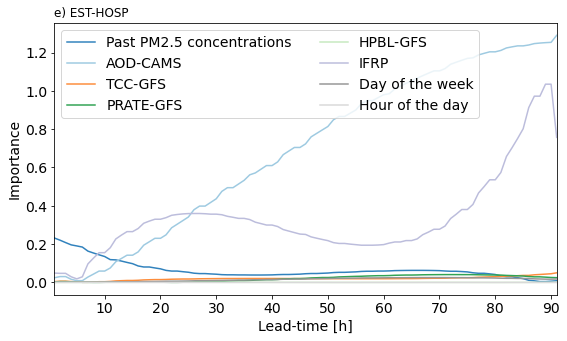 e) EST-HOSP
Past PM2.5 concentrations
AOD-CAMS
TCC-GFS
PRATE-GFS
HPBL-GFS
IFRP
Day of the week
Hour of the day
Importance
1.2
1.0
0.8
0.6
0.4
0.2
0.0
10 20 30 40 50 60 70 80 90
Lead-time [h]